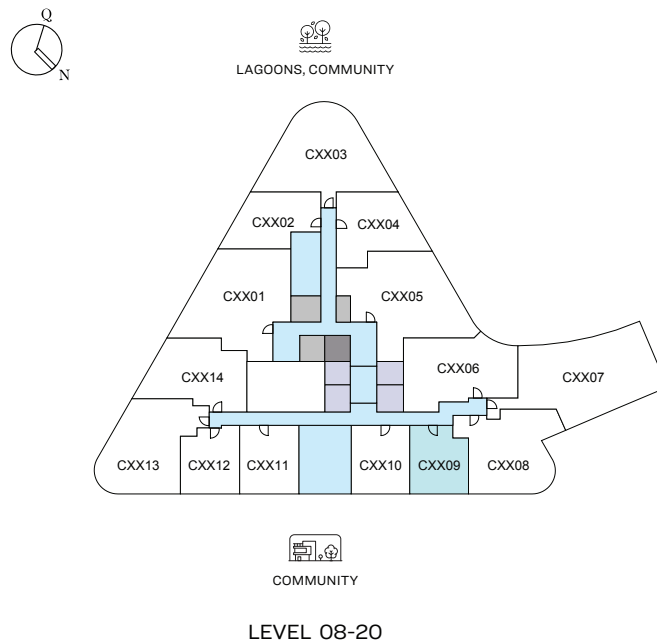 Q
N
LAGOONS, COMMUNITY
CXX03
CXX02
CXX04
CXX01
CXX05
CXX14
CXX06
CXX07
CXX13
CXX12
CXX11
CXX10
CXX09
CXX08
COMMUNITY
LEVEL 08-20